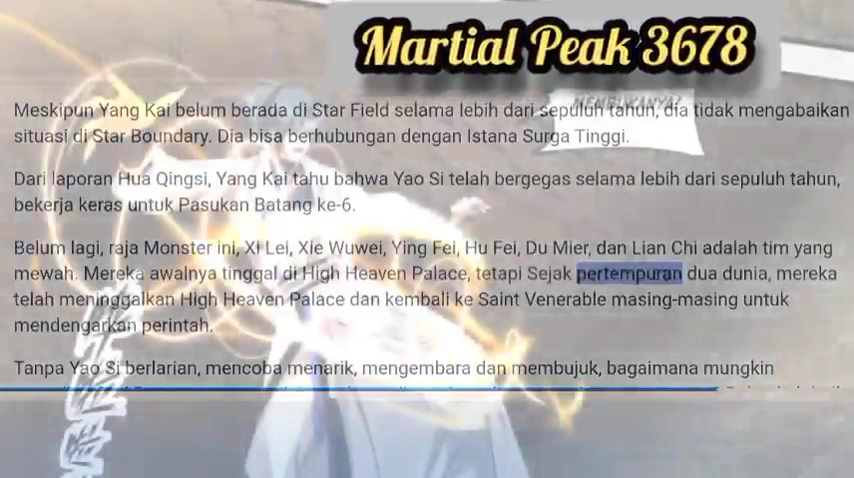 Martial Peak 3678
Meskipun Yang Kai belum berada di Star Field selama lebih dari sepuluh tahun, dia tidak mengabaikan
situasi di Star Boundary. Dia bisa berhubungan dengan Istana Surga Tinggi.
Dari laporan Hua Qingsi, Yang Kai tahu bahwa Yao Si telah bergegas selama lebih dari sepuluh tahun,
bekerja keras untuk Pasukan Batang ke-6.
Belum lagi, raja Monster ini, Xi Lei, Xie Wuwei, Ying Fei, Hu Fei, Du Mier, dan Lian Chi adalah tim yang
mewah. Mereka awalnya tinggal di High Heaven Palace, tetapi Sejak pertempuran dua dunia, mereka
telah meninggalkan High Heaven Palace dan kembali ke Saint Venerable masing-masing untuk
mendengarkan perintah.
Tanpa Yao Si berlarian, mencoba menarik, mengembara dan membujuk, bagaimana mungkin